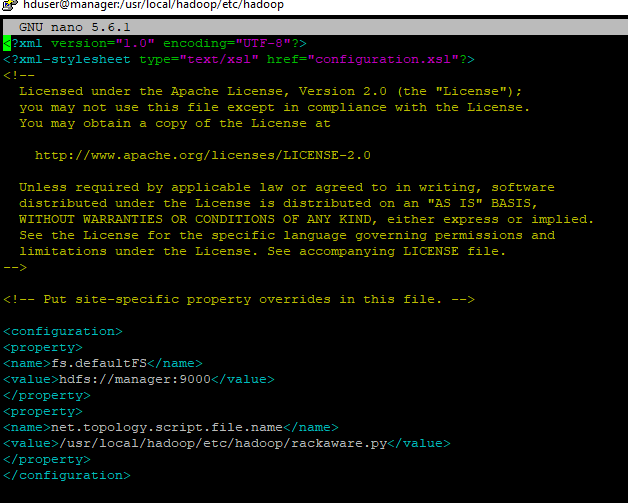 hduser@manager:/usr/local/hadoop/etc/hadoop
GNU nano 5.6.1
<?xml version="1.0" encoding="UTF-8"?>
<?xml-stylesheet type="text/xsl" href="configuration.xsl"?>
<!--
  Licensed under the Apache License, Version 2.0 (the "License");
  you may not use this file except in compliance with the License.
  You may obtain a copy of the License at
    http://www.apache.org/licenses/LICENSE-2.0
  Unless required by applicable law or agreed to in writing, software
  distributed under the License is distributed on an "AS IS" BASIS,
  WITHOUT WARRANTIES OR CONDITIONS OF ANY KIND, either express or implied.
  See the License for the specific language governing permissions and
  limitations under the License. See accompanying LICENSE file.
-->
<!-- Put site-specific property overrides in this file. -->
<configuration>
<property>
<name>fs.defaultFS</name>
<value>hdfs://manager:9000</value>
</property>
<property>
<name>net.topology.script.file.name</name>
<value>/usr/local/hadoop/etc/hadoop/rackaware.py</value>
</property>
</configuration>